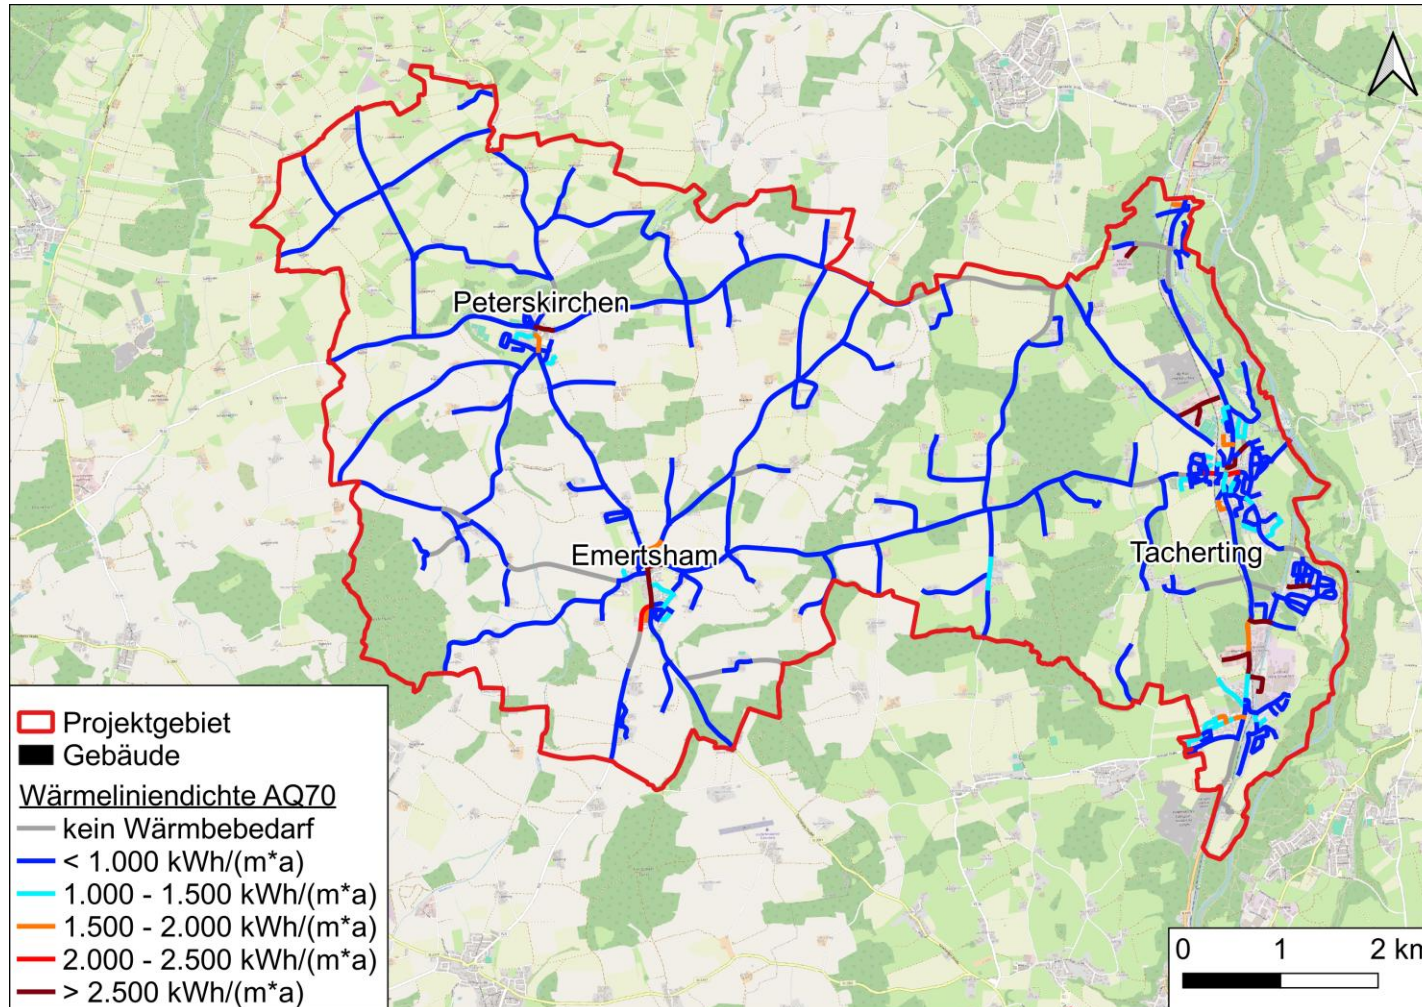 Peterskirchen
Emertsham
Tacherting
Projektgebiet
Gebäude
Wärmeliniendichte AQ70
kein Wärmbebedarf
< 1.000 kWh/(m*a)
1.000 - 1.500 kWh/(m*a)
1.500 - 2.000 kWh/(m*a)
2.000 - 2.500 kWh/(m*a)
> 2.500 kWh/(m*a)
0 1 2 km